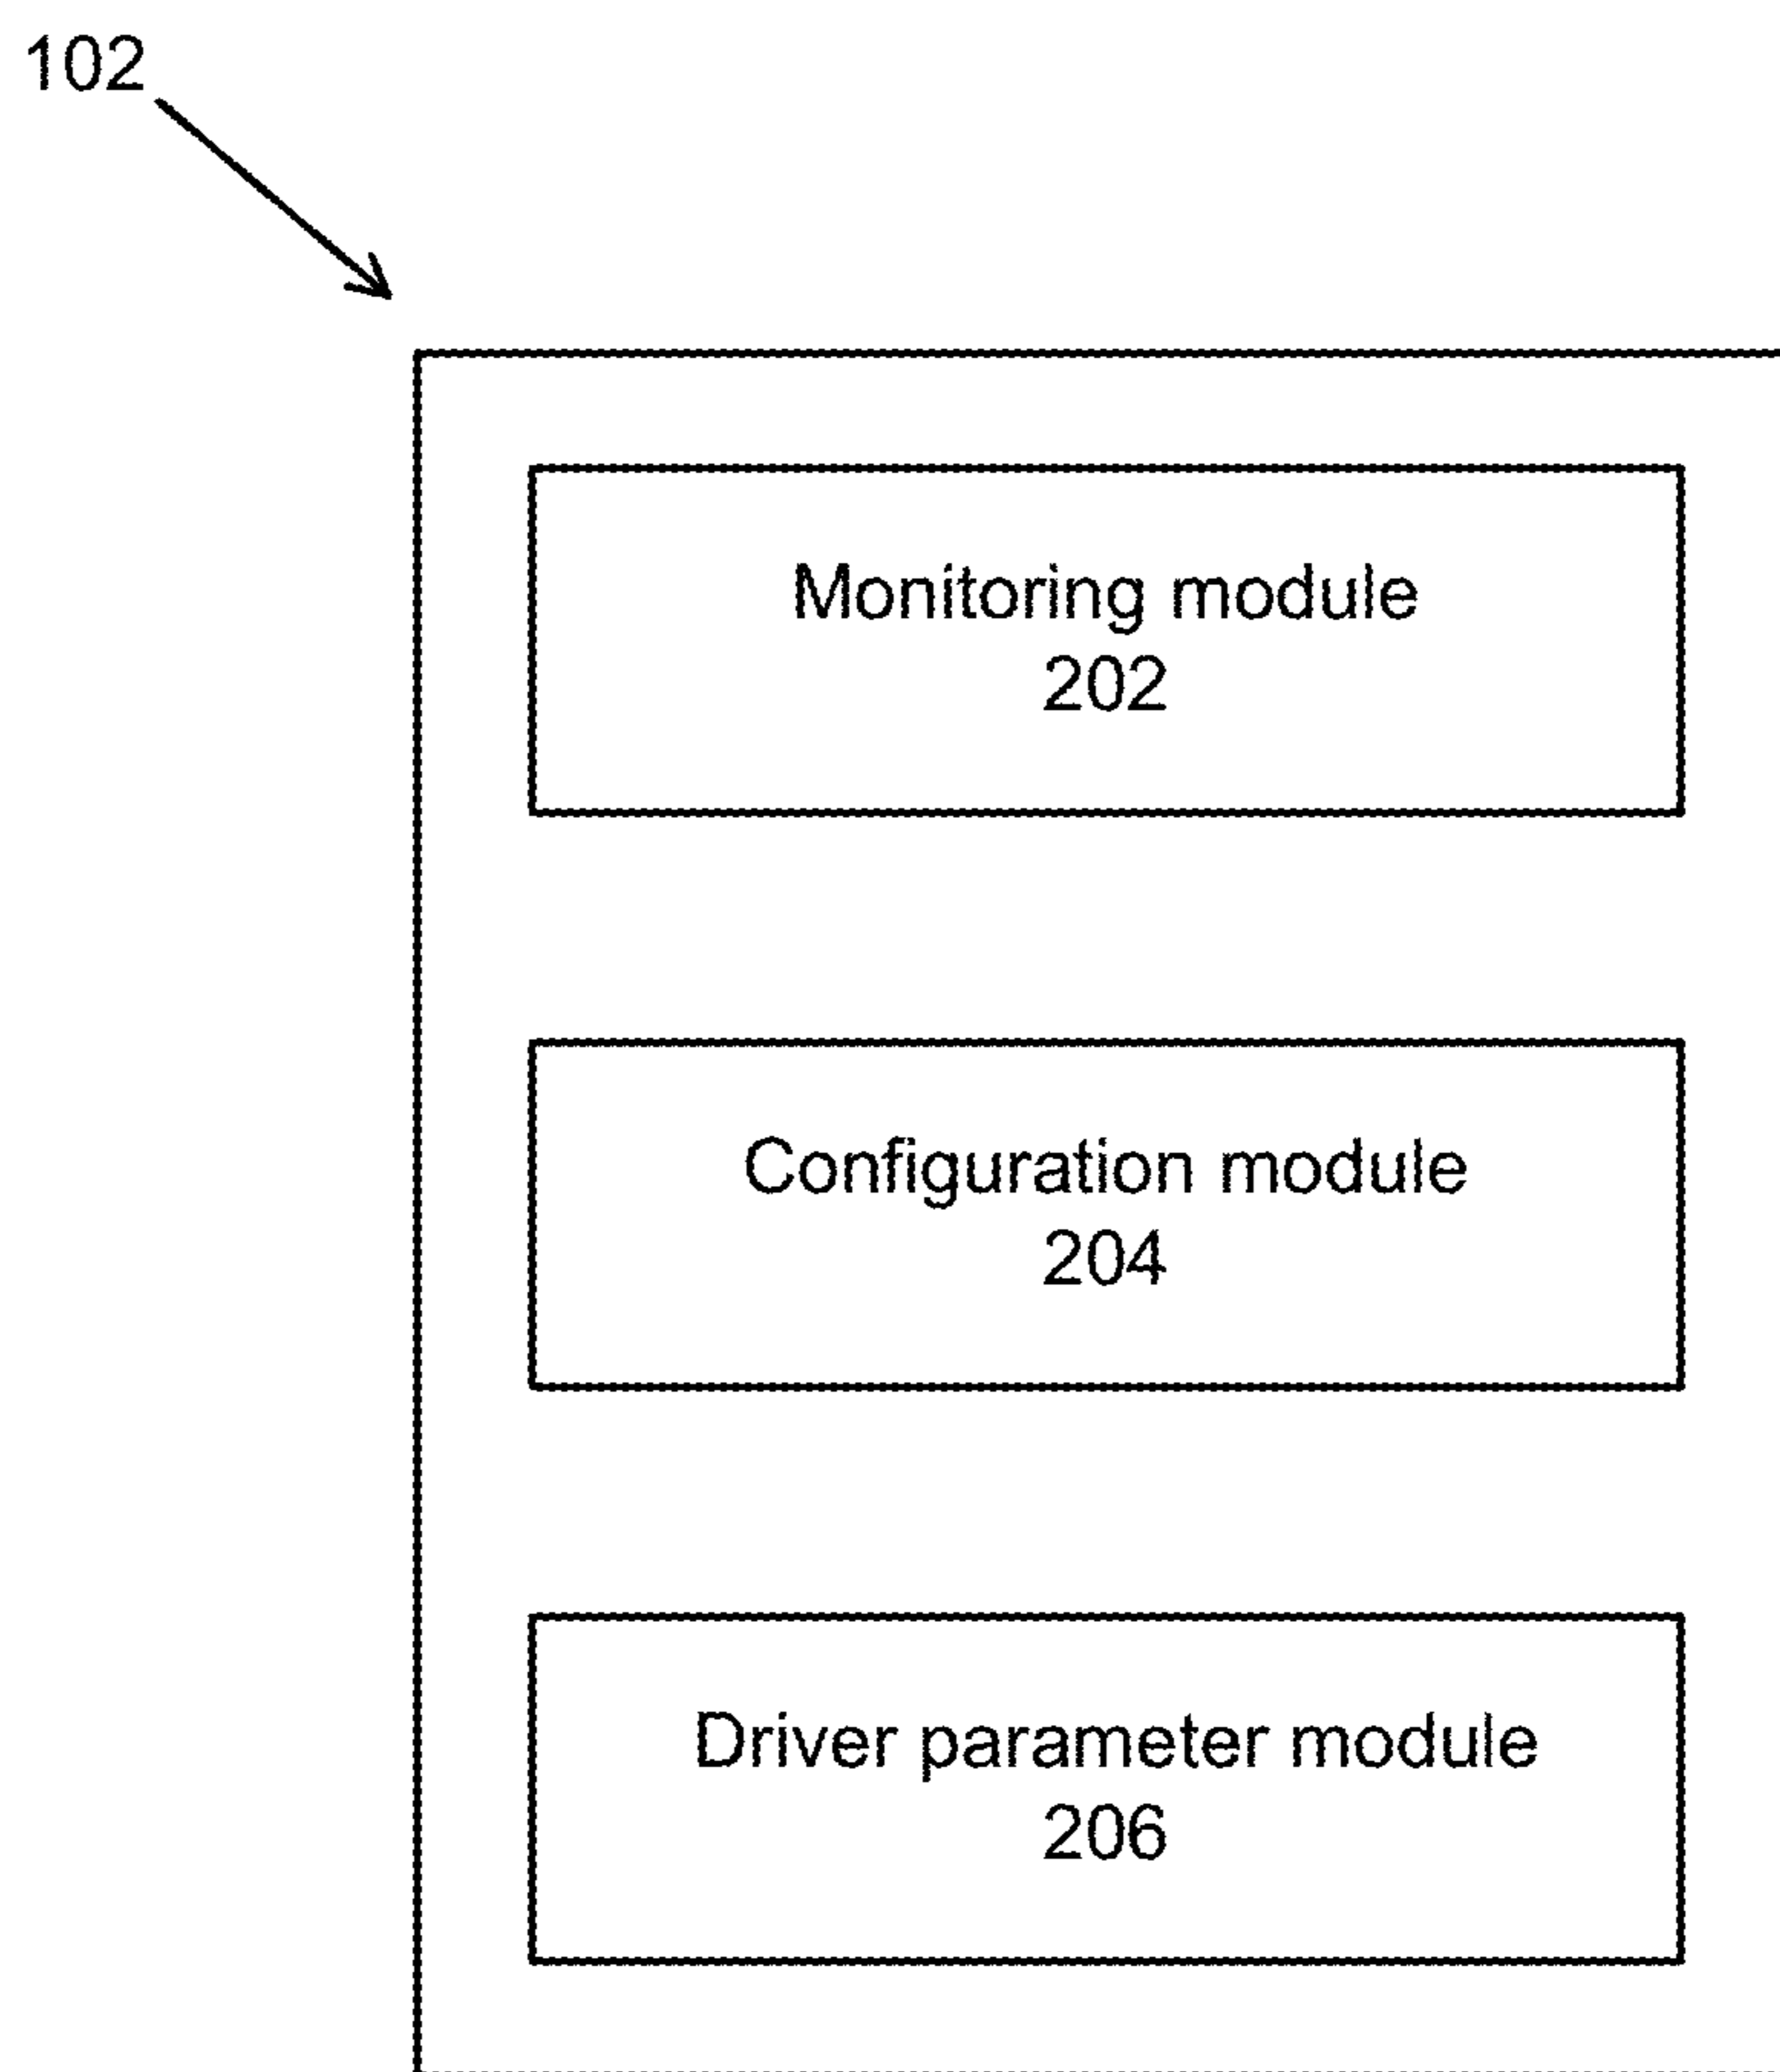 102
Monitoring module
202
Configuration module
204
Driver parameter module
206